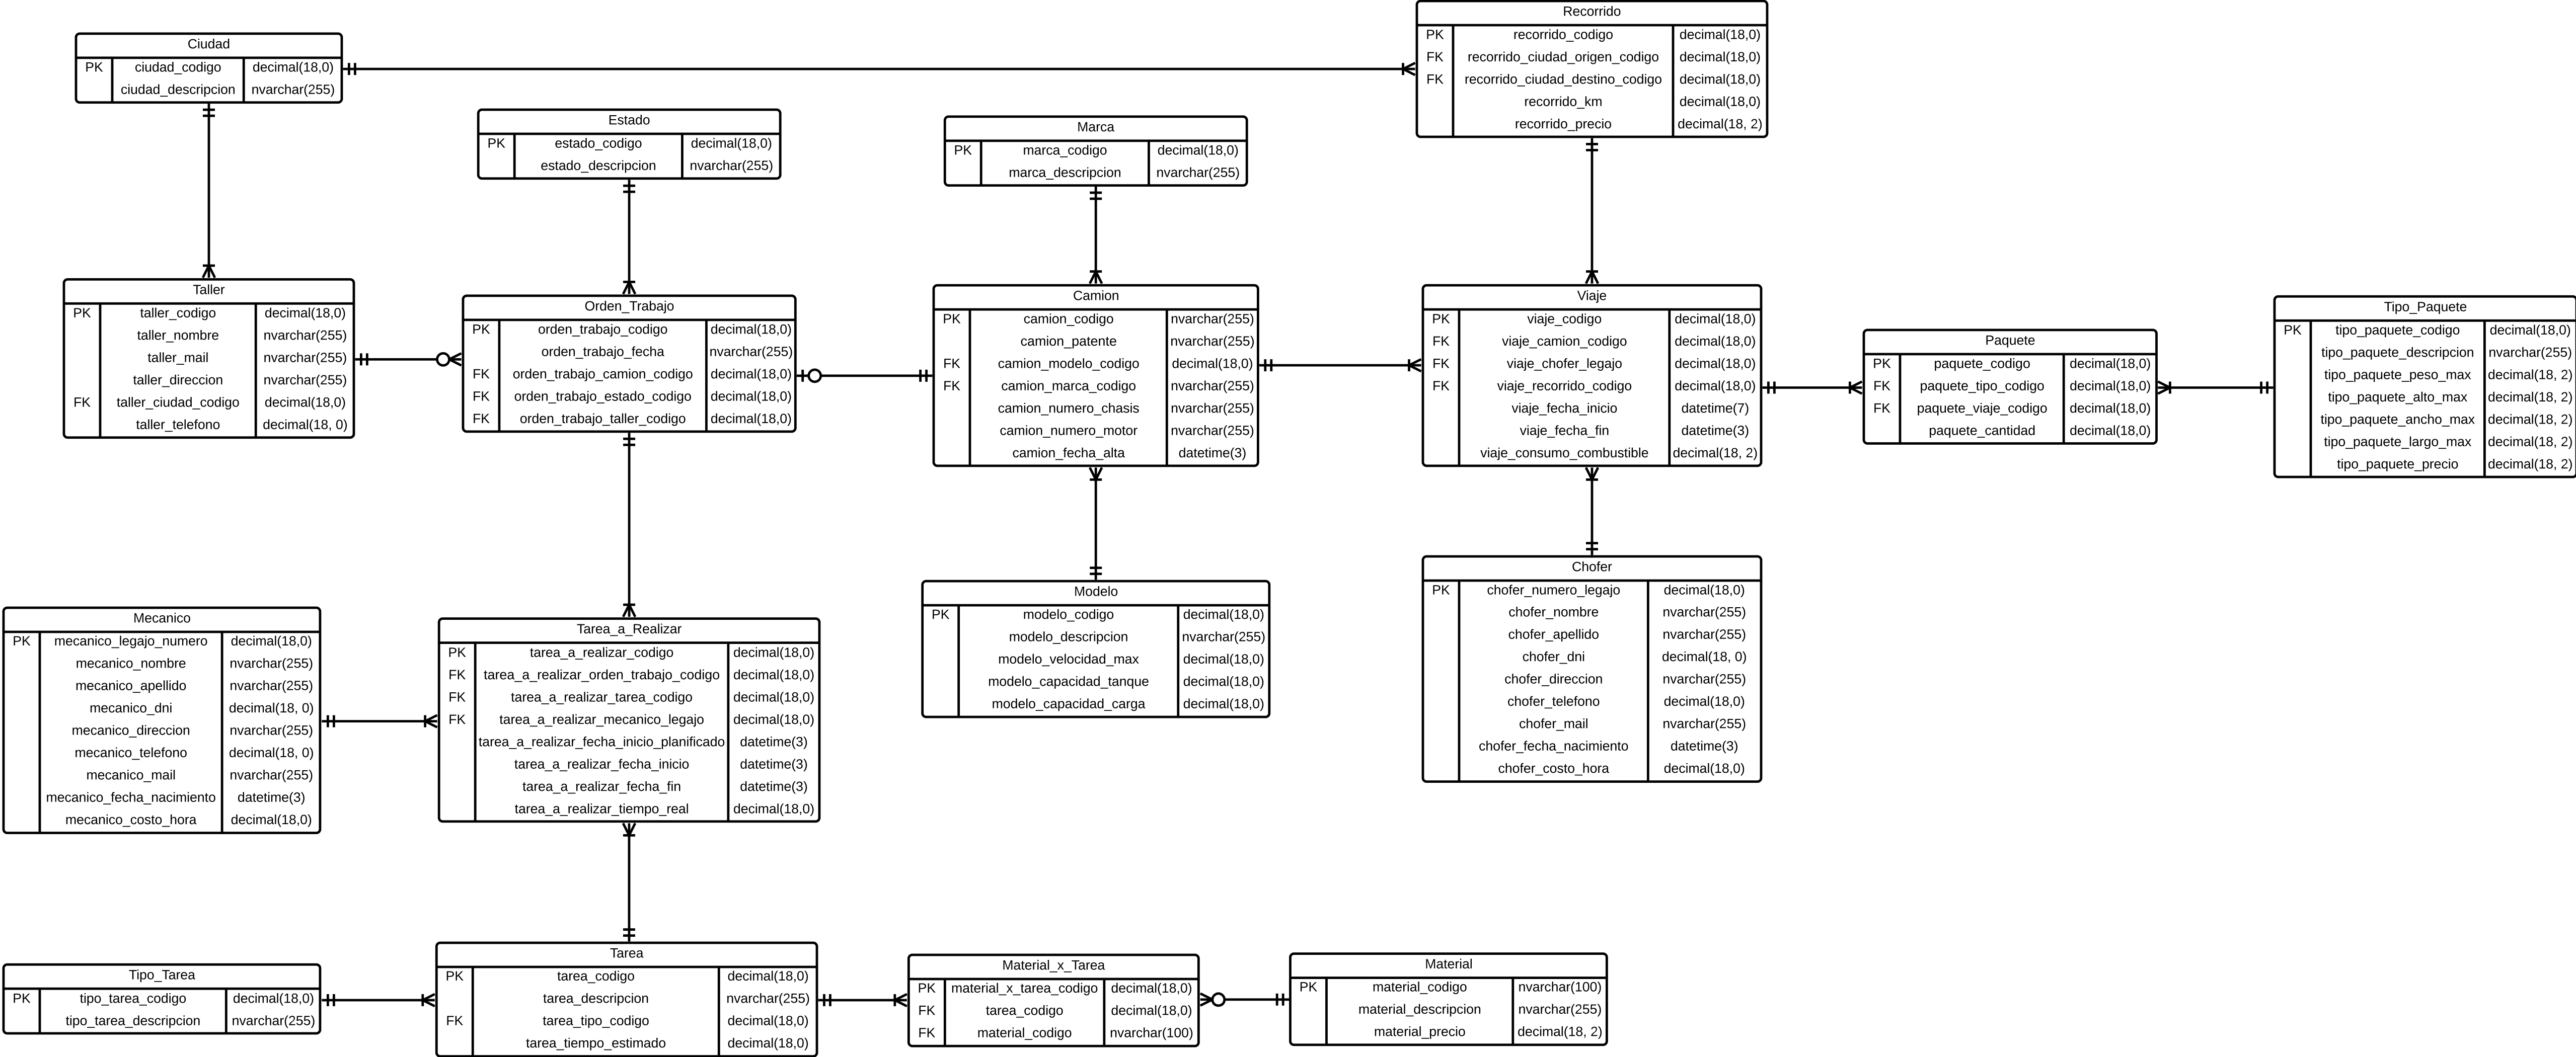 Recorrido
PK recorrido_codigo decimal(18,0)
FK recorrido_ciudad_origen_codigo decimal(18,0)
FK recorrido_ciudad_destino_codigo decimal(18,0)
recorrido_km decimal(18,0)
recorrido_precio decimal(18, 2)
Ciudad
PK ciudad_codigo decimal(18,0)
ciudad_descripcion nvarchar(255)
Estado
PK estado_codigo decimal(18,0)
estado_descripcion nvarchar(255)
Marca
PK marca_codigo decimal(18,0)
marca_descripcion nvarchar(255)
Taller
PK taller_codigo decimal(18,0)
taller_nombre nvarchar(255)
taller_mail nvarchar(255)
taller_direccion nvarchar(255)
FK taller_ciudad_codigo decimal(18,0)
taller_telefono decimal(18, 0)
Orden_Trabajo
PK orden_trabajo_codigo decimal(18,0)
orden_trabajo_fecha nvarchar(255)
FK orden_trabajo_camion_codigo decimal(18,0)
FK orden_trabajo_estado_codigo decimal(18,0)
FK orden_trabajo_taller_codigo decimal(18,0)
Camion
PK camion_codigo nvarchar(255)
camion_patente nvarchar(255)
FK camion_modelo_codigo decimal(18,0)
FK camion_marca_codigo nvarchar(255)
camion_numero_chasis nvarchar(255)
camion_numero_motor nvarchar(255)
camion_fecha_alta datetime(3)
Viaje
PK viaje_codigo decimal(18,0)
FK viaje_camion_codigo decimal(18,0)
FK viaje_chofer_legajo decimal(18,0)
FK viaje_recorrido_codigo decimal(18,0)
viaje_fecha_inicio datetime(7)
viaje_fecha_fin datetime(3)
viaje_consumo_combustible decimal(18, 2)
Paquete
PK paquete_codigo decimal(18,0)
FK paquete_tipo_codigo decimal(18,0)
FK paquete_viaje_codigo decimal(18,0)
paquete_cantidad decimal(18,0)
Tipo_Paquete
PK tipo_paquete_codigo decimal(18,0)
tipo_paquete_descripcion nvarchar(255)
tipo_paquete_peso_max decimal(18, 2)
tipo_paquete_alto_max decimal(18, 2)
tipo_paquete_ancho_max decimal(18, 2)
tipo_paquete_largo_max decimal(18, 2)
tipo_paquete_precio decimal(18, 2)
Mecanico
PK mecanico_legajo_numero decimal(18,0)
mecanico_nombre nvarchar(255)
mecanico_apellido nvarchar(255)
mecanico_dni decimal(18, 0)
mecanico_direccion nvarchar(255)
mecanico_telefono decimal(18, 0)
mecanico_mail nvarchar(255)
mecanico_fecha_nacimiento datetime(3)
mecanico_costo_hora decimal(18,0)
Tarea_a_Realizar
PK tarea_a_realizar_codigo decimal(18,0)
FK tarea_a_realizar_orden_trabajo_codigo decimal(18,0)
FK tarea_a_realizar_tarea_codigo decimal(18,0)
FK tarea_a_realizar_mecanico_legajo decimal(18,0)
tarea_a_realizar_fecha_inicio_planificado datetime(3)
tarea_a_realizar_fecha_inicio datetime(3)
tarea_a_realizar_fecha_fin datetime(3)
tarea_a_realizar_tiempo_real decimal(18,0)
Modelo
PK modelo_codigo decimal(18,0)
modelo_descripcion nvarchar(255)
modelo_velocidad_max decimal(18,0)
modelo_capacidad_tanque decimal(18,0)
modelo_capacidad_carga decimal(18,0)
Chofer
PK chofer_numero_legajo decimal(18,0)
chofer_nombre nvarchar(255)
chofer_apellido nvarchar(255)
chofer_dni decimal(18, 0)
chofer_direccion nvarchar(255)
chofer_telefono decimal(18,0)
chofer_mail nvarchar(255)
chofer_fecha_nacimiento datetime(3)
chofer_costo_hora decimal(18,0)
Tipo_Tarea
PK tipo_tarea_codigo decimal(18,0)
tipo_tarea_descripcion nvarchar(255)
Tarea
PK tarea_codigo decimal(18,0)
tarea_descripcion nvarchar(255)
FK tarea_tipo_codigo decimal(18,0)
tarea_tiempo_estimado decimal(18,0)
Material_x_Tarea
PK material_x_tarea_codigo decimal(18,0)
FK tarea_codigo decimal(18,0)
FK material_codigo nvarchar(100)
Material
PK material_codigo nvarchar(100)
material_descripcion nvarchar(255)
material_precio decimal(18, 2)